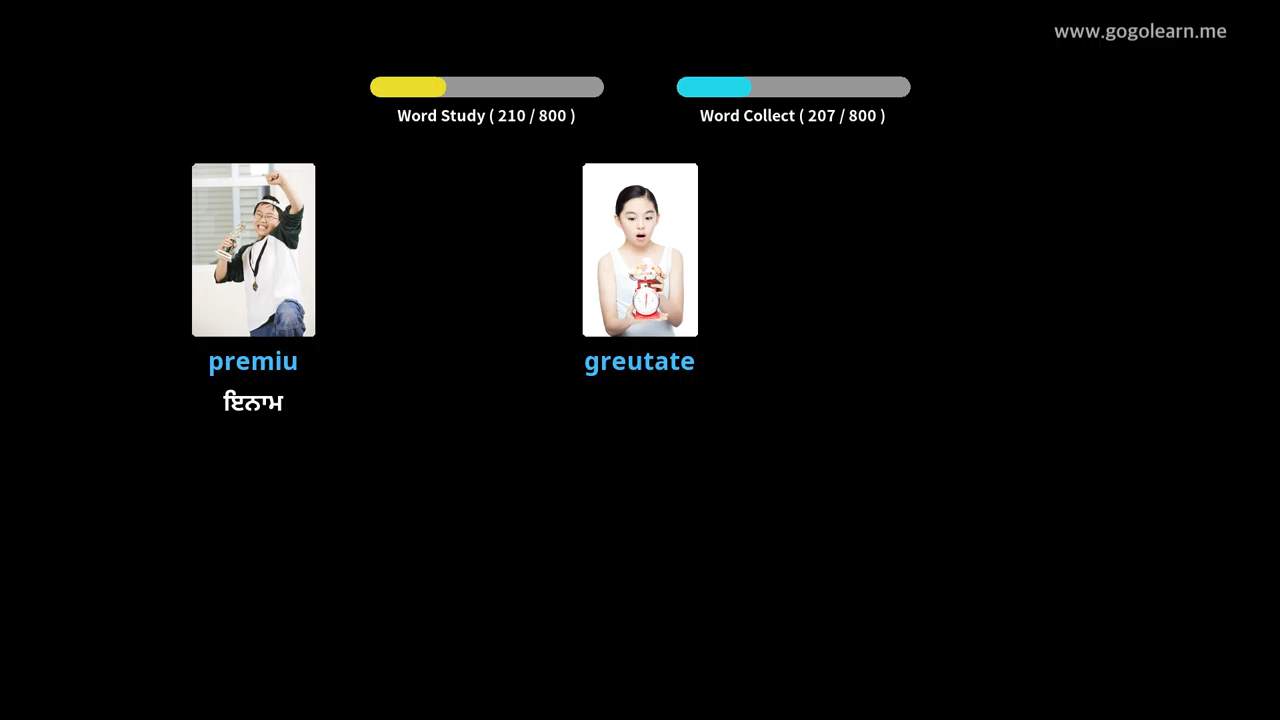 www.gogolearn.me
Word Study ( 210 / 800 )
Word Collect ( 207 / 800 )
premiu
ਇਨਾਮ
greutate